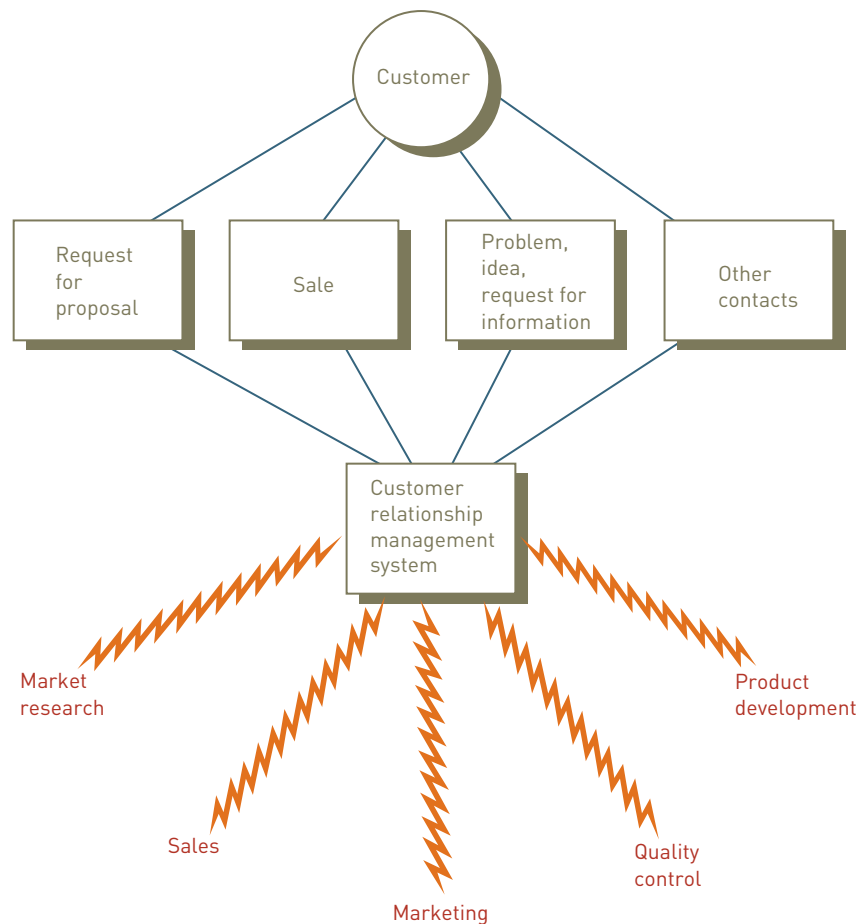 Customer
Request
for
proposal
Sale
Problem,
idea,
request for
information
Other
contacts
Customer
relationship
management
system
Market
research
Sales
Marketing
Quality
control
Product
development